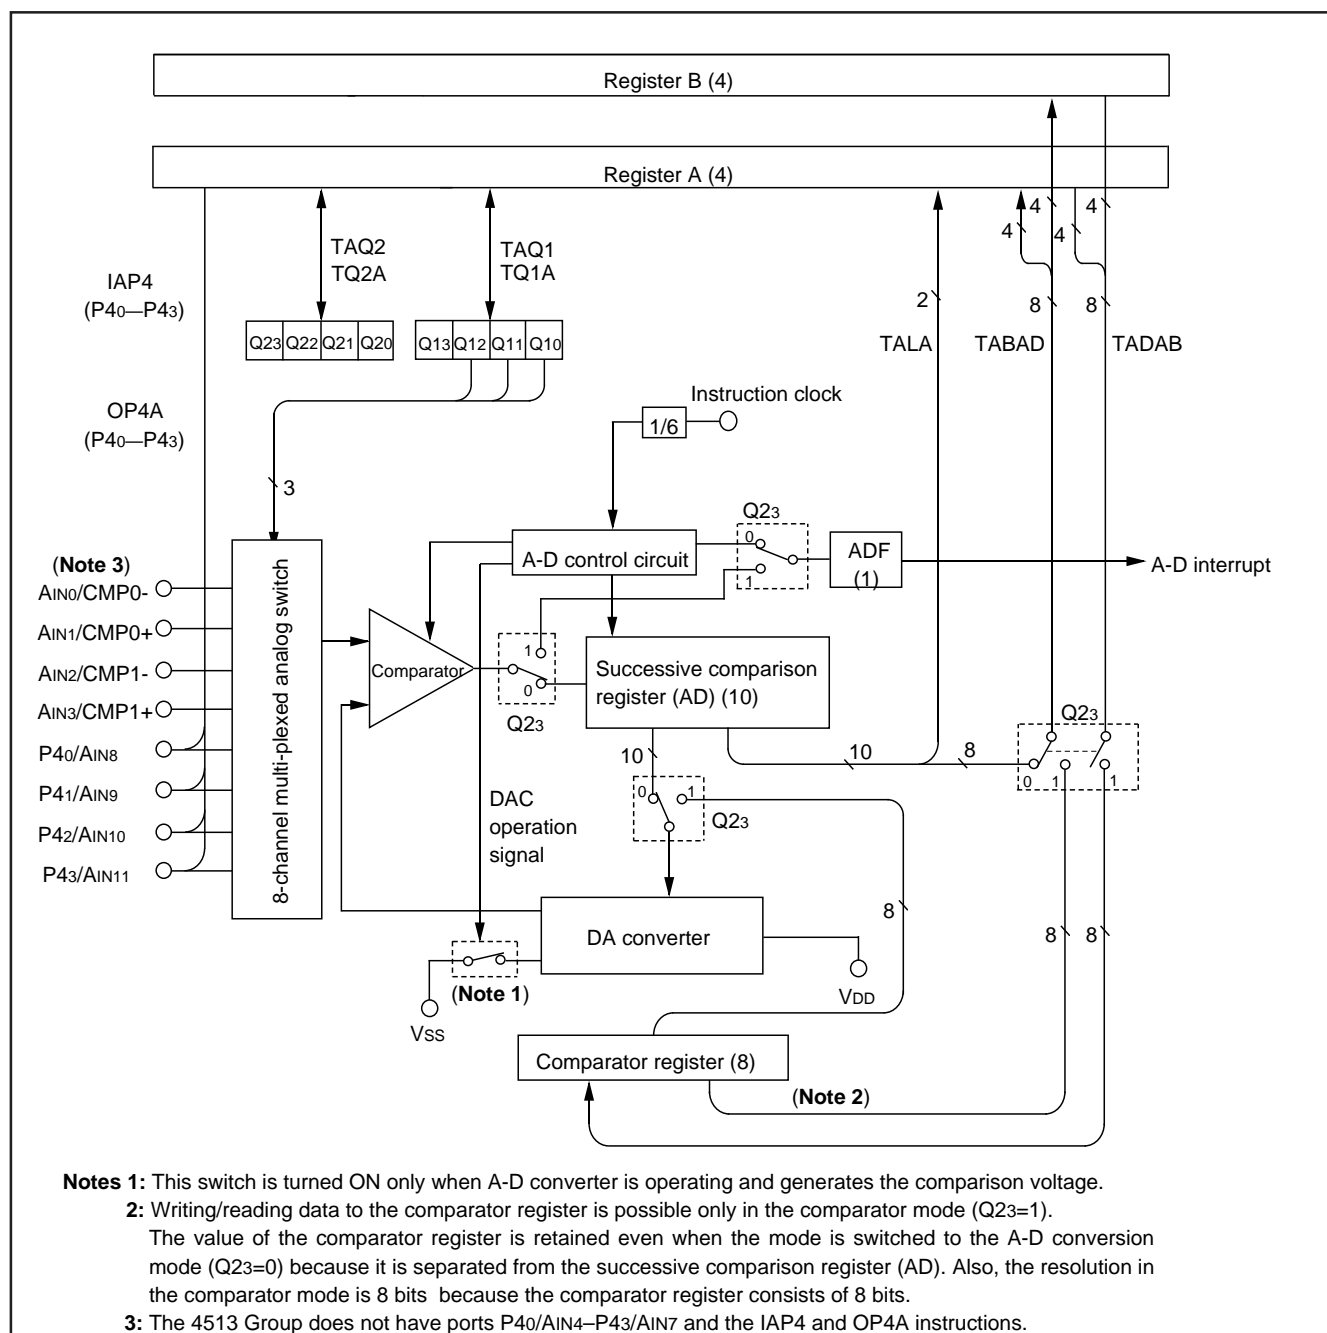 Register B (4)
Register A (4)
4
4
4
4
TAQ2
TQ2A
TAQ1
TQ1A
IAP4
(P40—P43)
2
8
8
Q23 Q22 Q21 Q20
Q13 Q12 Q11 Q10
TALA
TABAD
TADAB
Instruction clock
1/6
OP4A
(P40—P43)
3
Q23
0
1
A-D control circuit
ADF
(1)
A-D interrupt
(Note 3)
AIN0/CMP0-
AIN1/CMP0+
AIN2/CMP1-
AIN3/CMP1+
P40/AIN8
P41/AIN9
P42/AIN10
P43/AIN11
8-channel multi-plexed analog switch
Comparator
1
0
Q23
Successive comparison
register (AD) (10)
10
10
8
Q23
0
1
1
0
1
Q23
DAC
operation
signal
8
8
8
DA converter
(Note 1)
VSS
VDD
Comparator register (8)
(Note 2)
Notes 1: This switch is turned ON only when A-D converter is operating and generates the comparison voltage.
2: Writing/reading data to the comparator register is possible only in the comparator mode (Q23=1).
The value of the comparator register is retained even when the mode is switched to the A-D conversion
mode (Q23=0) because it is separated from the successive comparison register (AD). Also, the resolution in
the comparator mode is 8 bits because the comparator register consists of 8 bits.
3: The 4513 Group does not have ports P40/AIN4–P43/AIN7 and the IAP4 and OP4A instructions.